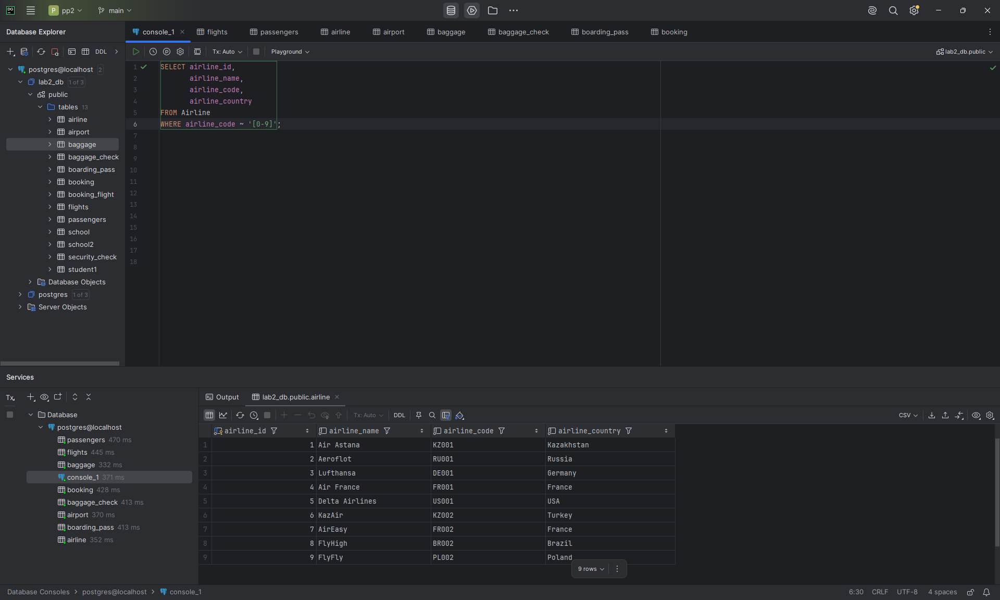 DG
P pp2 main
Database Explorer
console_1 flights passengers airline airport baggage baggage_check boarding_pass booking
DDL
Tx: Auto Playground lab2_db.public
postgres@localhost 2
lab2_db 1 of 3
public
tables 13
airline
airport
baggage
baggage_check
boarding_pass
booking
booking_flight
flights
passengers
school
school2
security_check
student1
Database Objects
postgres 1 of 3
Server Objects
1 SELECT airline_id,
2 airline_name,
3 airline_code,
4 airline_country
5 FROM Airline
6 WHERE airline_code ~ '[0-9]';
7
8
9
10
11
12
13
14
15
16
17
18
Services
Tx
Database
postgres@localhost
passengers 470 ms
flights 445 ms
baggage 332 ms
console_1 371 ms
booking 428 ms
baggage_check 413 ms
airport 370 ms
boarding_pass 413 ms
airline 352 ms
Output lab2_db.public.airline
Tx: Auto DDL CSV
airline_id airline_name airline_code airline_country
1 1 Air Astana KZ001 Kazakhstan
2 2 Aeroflot RU001 Russia
3 3 Lufthansa DE001 Germany
4 4 Air France FR001 France
5 5 Delta Airlines US001 USA
6 6 KazAir KZ002 Turkey
7 7 AirEasy FR002 France
8 8 FlyHigh BR002 Brazil
9 9 FlyFly PL002 Poland
9 rows
Database Consoles > postgres@localhost > console_1
6:30 CRLF UTF-8 4 spaces